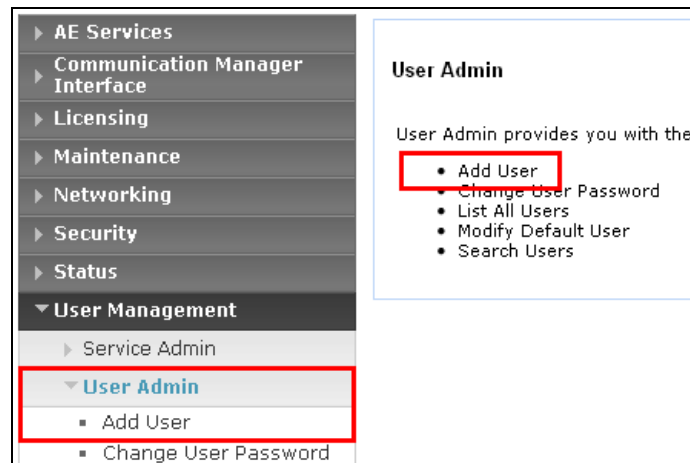 AE Services
Communication Manager
Interface
Licensing
Maintenance
Networking
Security
Status
User Management
Service Admin
User Admin
Add User
Change User Password
User Admin
User Admin provides you with the
Add User
Change User Password
List All Users
Modify Default User
Search Users